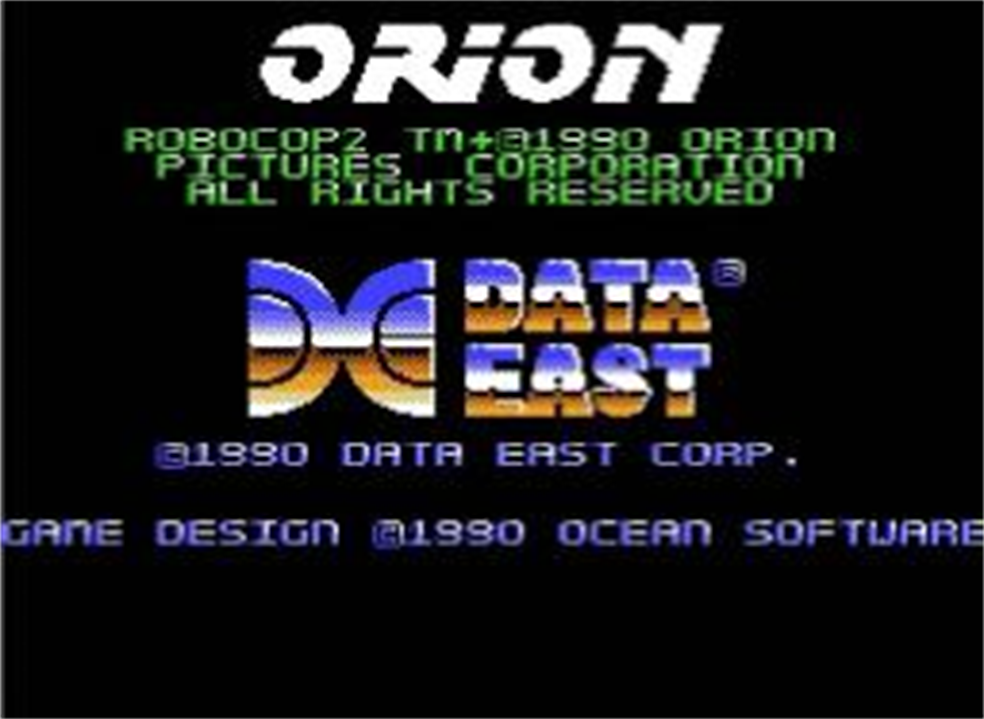 ORION
ROBOCOP2 TM+©1990 ORION
PICTURES CORPORATION
ALL RIGHTS RESERVED
DATA ®
EAST
©1990 DATA EAST CORP.
GAME DESIGN ©1990 OCEAN SOFTWARE